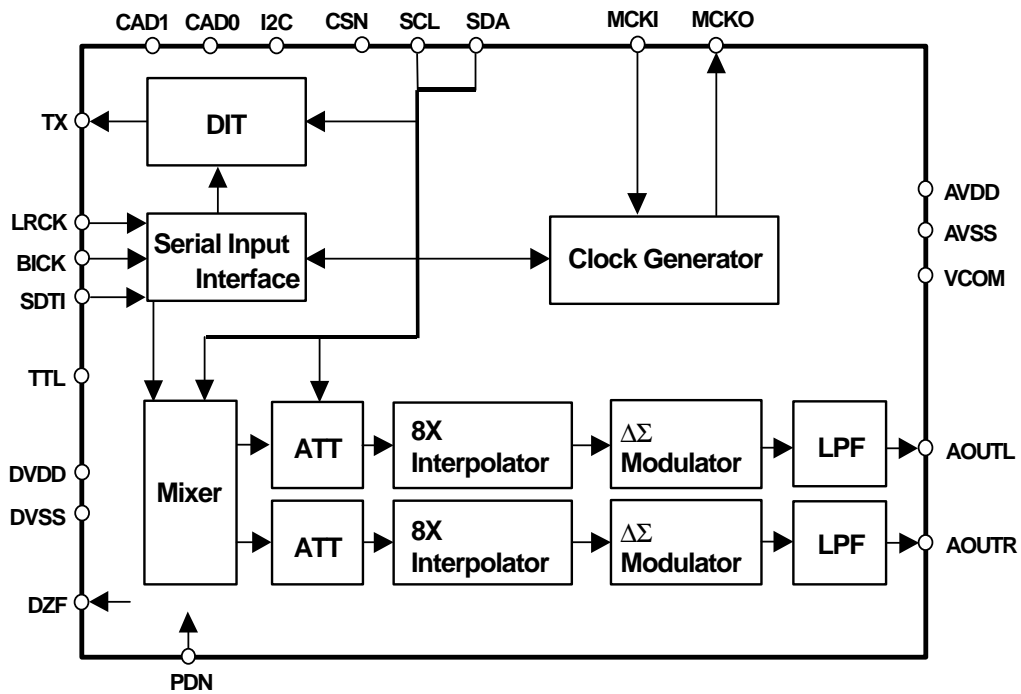 CAD1 CAD0 I2C CSN SCL SDA MCKI MCKO
TX
DIT
LRCK
BICK
SDTI
Serial Input
Interface
Clock Generator
AVDD
AVSS
VCOM
TTL
DVDD
DVSS
DZF
Mixer
ATT
8X
Interpolator
ΔΣ
Modulator
LPF
AOUTL
ATT
8X
Interpolator
ΔΣ
Modulator
LPF
AOUTR
PDN